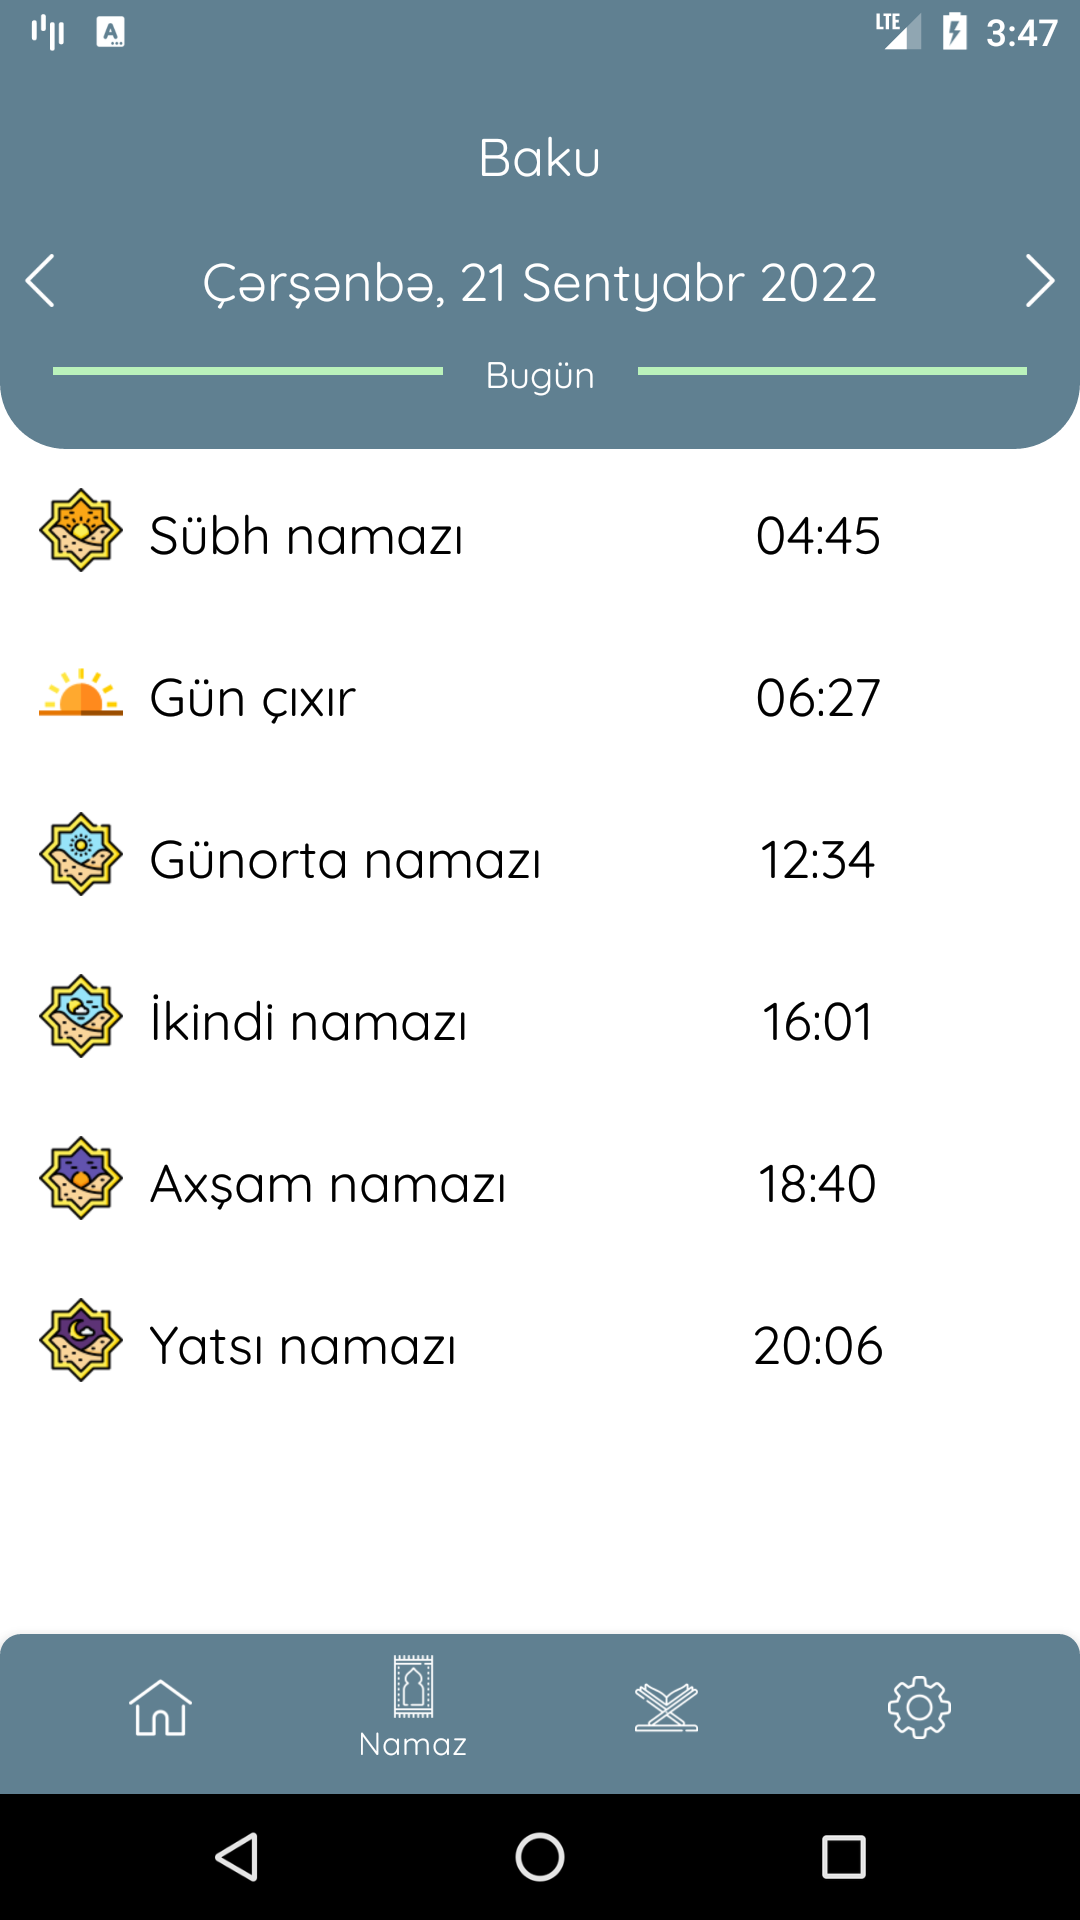 LTE 3:47
Baku
Çərşənbə, 21 Sentyabr 2022
Bugün
Sübh namazı 04:45
Gün çıxır 06:27
Günorta namazı 12:34
İkindi namazı 16:01
Axşam namazı 18:40
Yatsı namazı 20:06
Namaz